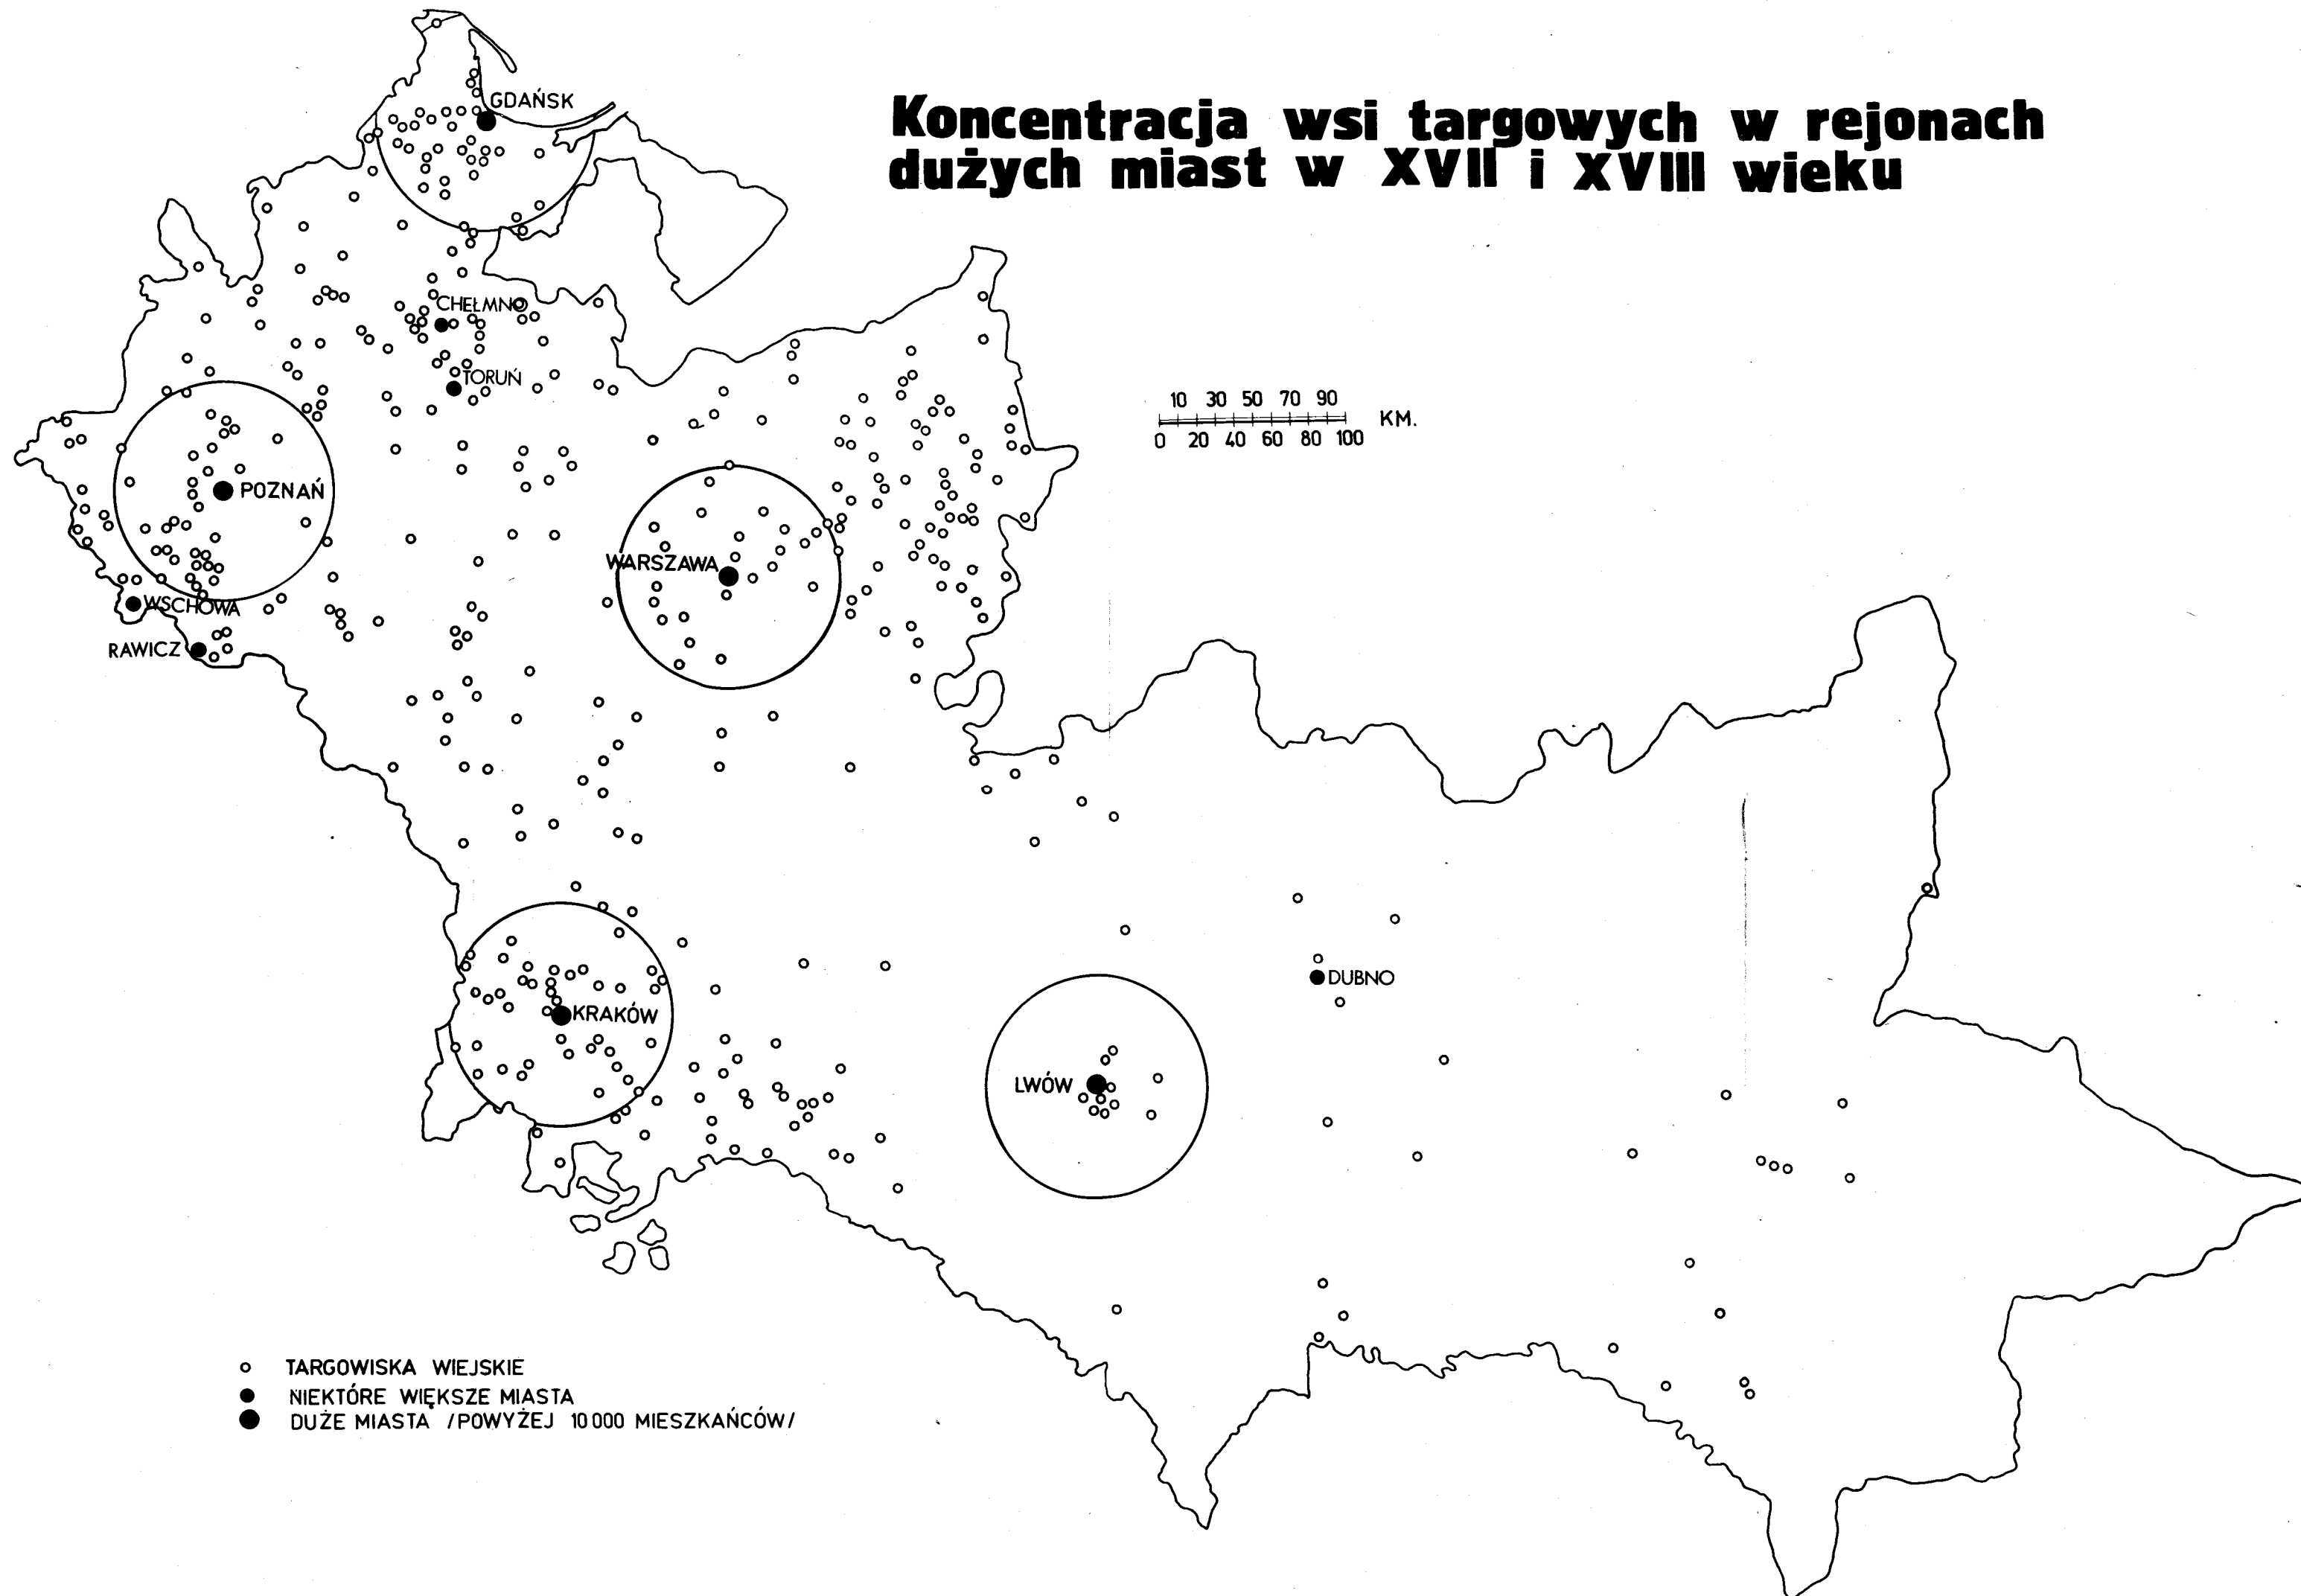 GDAŃSK
Koncentracja wsi targowych w rejonach
dużych miast w XVII i XVIII wieku
CHEŁMNO
TORUŃ
10 30 50 70 90
KM.
0 20 40 60 80 100
POZNAŃ
WARSZAWA
WSCHOWA
RAWICZ
DUBNO
KRAKÓW
LWÓW
TARGOWISKA WIEJSKIE
NIEKTÓRE WIĘKSZE MIASTA
DUŻE MIASTA /POWYŻEJ 10 000 MIESZKAŃCÓW/